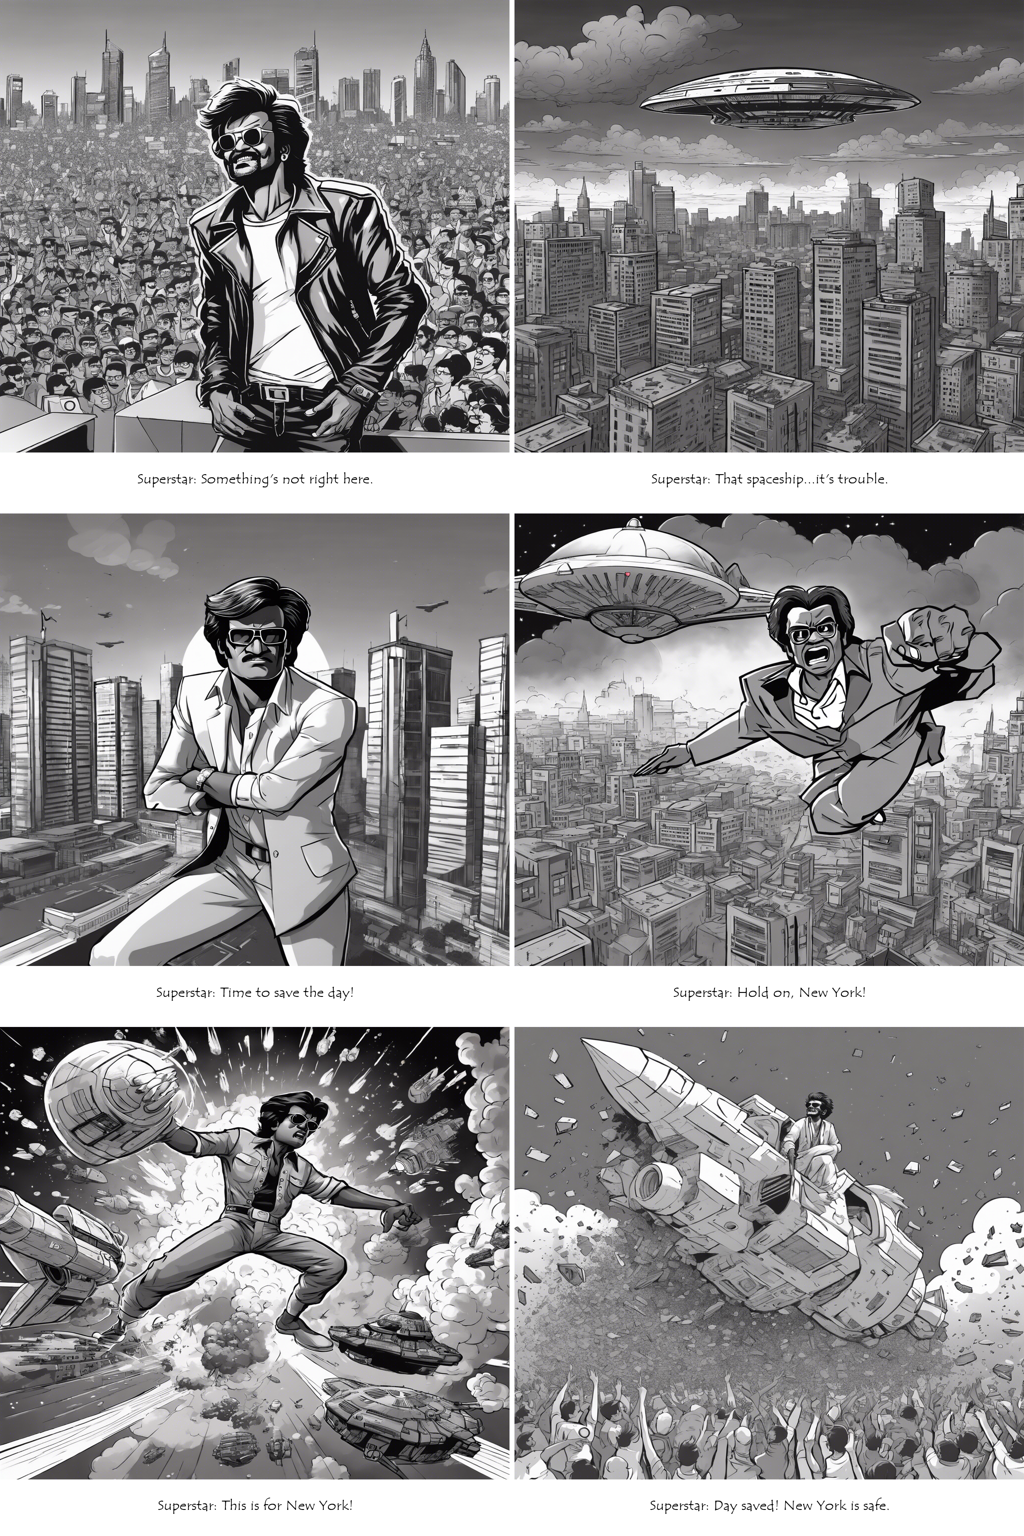 Superstar: Something's not right here.
Superstar: That spaceship...it's trouble.
Superstar: Time to save the day!
Superstar: Hold on, New York!
Superstar: This is for New York!
Superstar: Day saved! New York is safe.